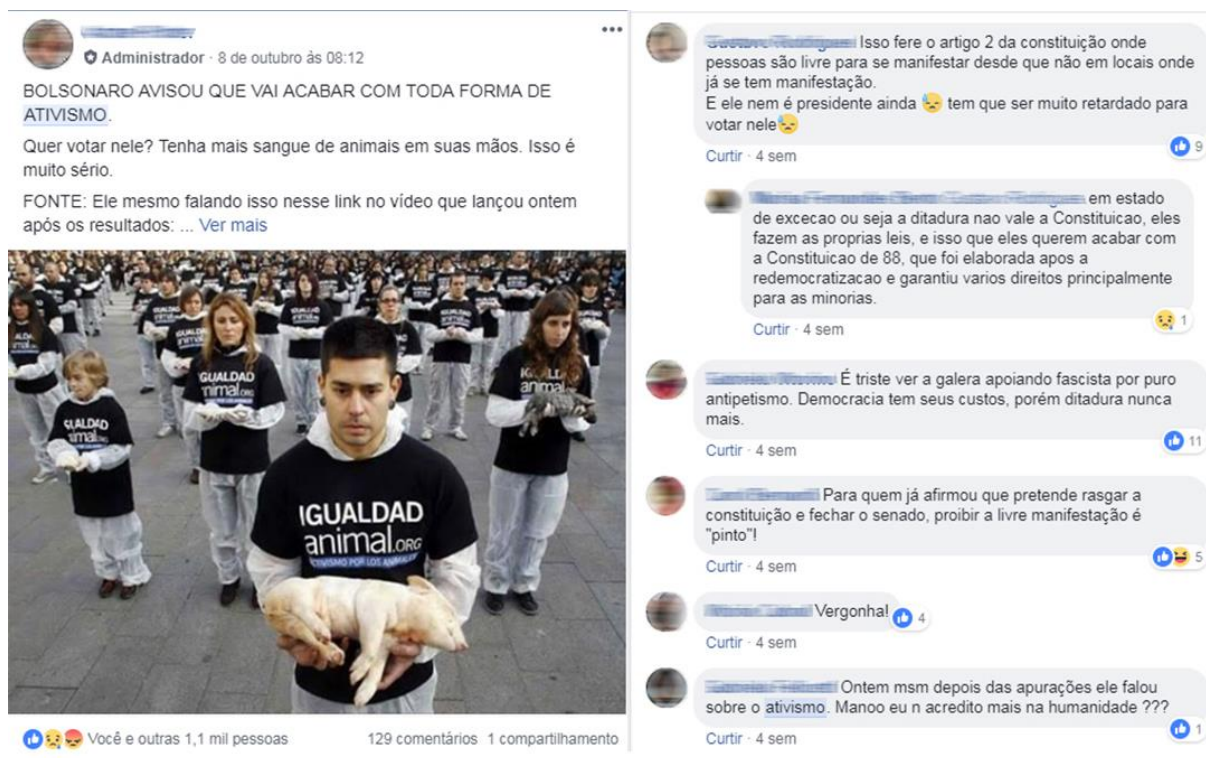 Administrador · 8 de outubro às 08:12
BOLSONARO AVISOU QUE VAI ACABAR COM TODA FORMA DE
ATIVISMO.
Quer votar nele? Tenha mais sangue de animais em suas mãos. Isso é
muito sério.
FONTE: Ele mesmo falando isso nesse link no vídeo que lançou ontem
após os resultados: ... Ver mais
IGUALDAD
animal.ORG
IGUALDAD
animal.ORG
ACTIVISMO POR LOS ANIMALES
Você e outras 1,1 mil pessoas
129 comentários 1 compartilhamento
Isso fere o artigo 2 da constituição onde
pessoas são livre para se manifestar desde que não em locais onde
já se tem manifestação.
E ele nem é presidente ainda 😓 tem que ser muito retardado para
votar nele😓
9
Curtir · 4 sem
em estado
de excecao ou seja a ditadura nao vale a Constituicao, eles
fazem as proprias leis, e isso que eles querem acabar com
a Constituicao de 88, que foi elaborada apos a
redemocratizacao e garantiu varios direitos principalmente
para as minorias.
1
Curtir · 4 sem
É triste ver a galera apoiando fascista por puro
antipetismo. Democracia tem seus custos, porém ditadura nunca
mais.
11
Curtir · 4 sem
Para quem já afirmou que pretende rasgar a
constituição e fechar o senado, proibir a livre manifestação é
"pinto"!
5
Curtir · 4 sem
Vergonha!
4
Curtir · 4 sem
Ontem msm depois das apurações ele falou
sobre o ativismo. Manoo eu n acredito mais na humanidade ???
1
Curtir · 4 sem